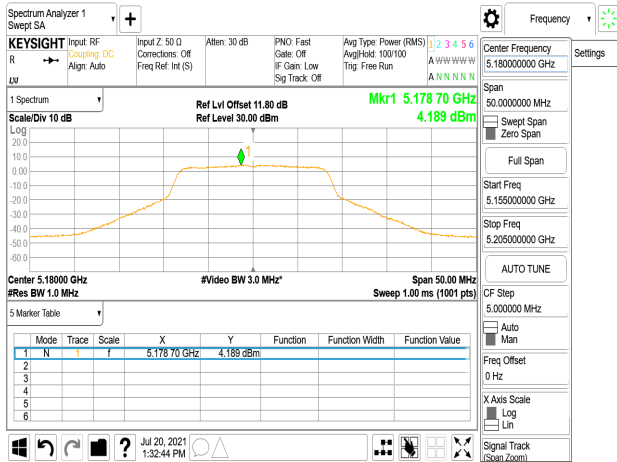 Spectrum Analyzer 1
Swept SA
Frequency
KEYSIGHT
Input: RF
Input Z: 50 Ω
Atten: 30 dB
PNO: Fast
Avg Type: Power (RMS)
1 2 3 4 5 6
R
Coupling: DC
Corrections: Off
Gate: Off
Avg|Hold: 100/100
A W W W W W
Align: Auto
Freq Ref: Int (S)
IF Gain: Low
Trig: Free Run
Sig Track: Off
A N N N N N
LXI
1 Spectrum
Ref Lvl Offset 11.80 dB
Mkr1 5.178 70 GHz
Scale/Div 10 dB
Ref Level 30.00 dBm
4.189 dBm
Log
20.0
10.0
0.00
-10.0
-20.0
-30.0
-40.0
-50.0
-60.0
1
Center 5.18000 GHz
#Video BW 3.0 MHz*
Span 50.00 MHz
#Res BW 1.0 MHz
Sweep 1.00 ms (1001 pts)
5 Marker Table
Mode Trace Scale X Y Function Function Width Function Value
1 N 1 f 5.178 70 GHz 4.189 dBm
2
3
4
5
6
?
Jul 20, 2021
1:32:44 PM
Center Frequency
5.180000000 GHz
Settings
Span
50.0000000 MHz
Swept Span
Zero Span
Full Span
Start Freq
5.155000000 GHz
Stop Freq
5.205000000 GHz
AUTO TUNE
CF Step
5.000000 MHz
Auto
Man
Freq Offset
0 Hz
X Axis Scale
Log
Lin
Signal Track
(Span Zoom)